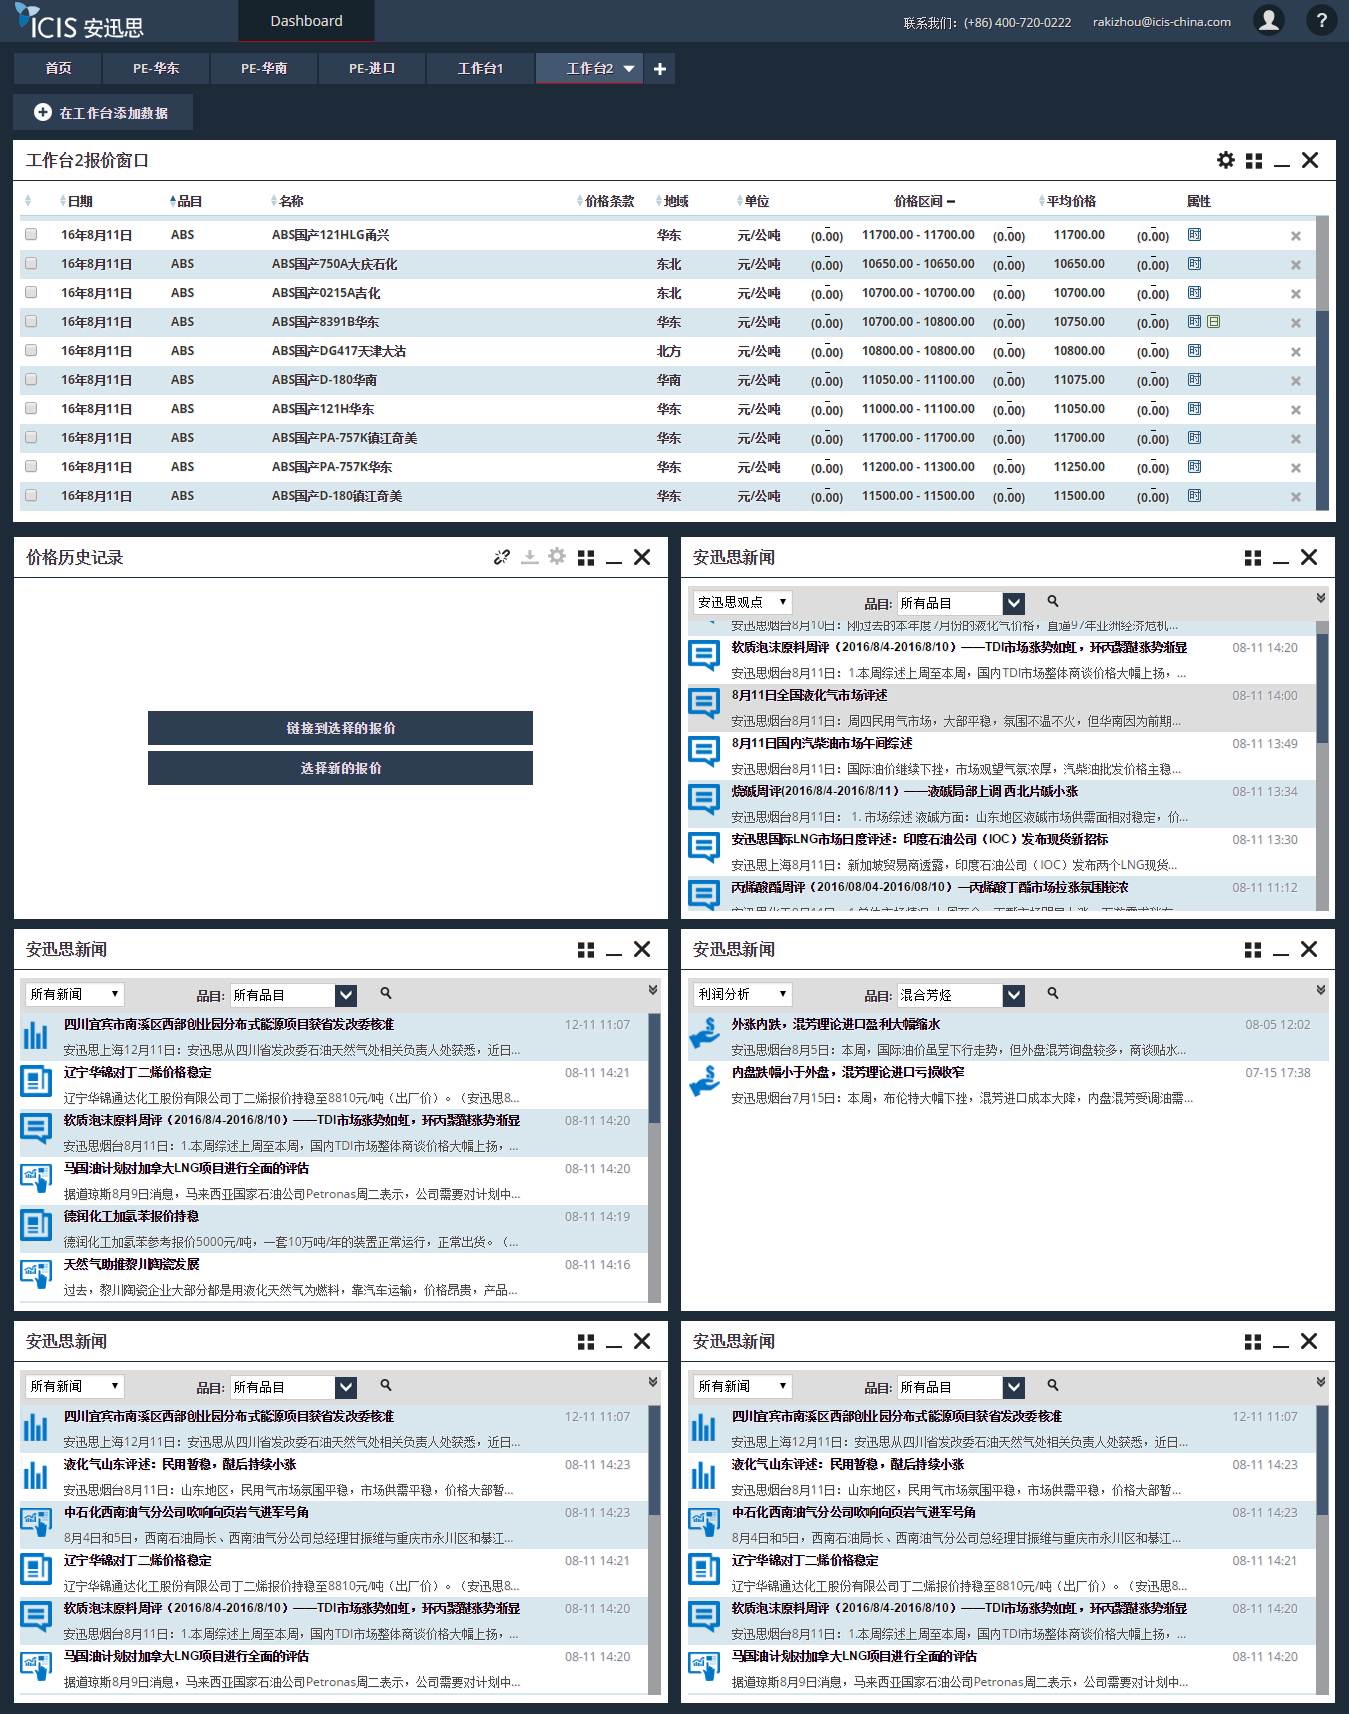 ICIS 安迅思
Dashboard
联系我们：(+86) 400-720-0222
rakizhou@icis-china.com
?
首页 PE-华东 PE-华南 PE-进口 工作台1 工作台2
在工作台添加数据
工作台2报价窗口
日期 品目 名称 价格条款 地域 单位 价格区间 平均价格 属性
16年8月11日 ABS ABS国产121HLG甬兴 华东 元/公吨 (0.00) 11700.00 - 11700.00 (0.00) 11700.00 (0.00) 时
16年8月11日 ABS ABS国产750A大庆石化 东北 元/公吨 (0.00) 10650.00 - 10650.00 (0.00) 10650.00 (0.00) 时
16年8月11日 ABS ABS国产0215A吉化 东北 元/公吨 (0.00) 10700.00 - 10700.00 (0.00) 10700.00 (0.00) 时
16年8月11日 ABS ABS国产8391B华东 华东 元/公吨 (0.00) 10700.00 - 10800.00 (0.00) 10750.00 (0.00) 时 日
16年8月11日 ABS ABS国产DG417天津大沽 北方 元/公吨 (0.00) 10800.00 - 10800.00 (0.00) 10800.00 (0.00) 时
16年8月11日 ABS ABS国产D-180华南 华南 元/公吨 (0.00) 11050.00 - 11100.00 (0.00) 11075.00 (0.00) 时
16年8月11日 ABS ABS国产121H华东 华东 元/公吨 (0.00) 11000.00 - 11100.00 (0.00) 11050.00 (0.00) 时
16年8月11日 ABS ABS国产PA-757K镇江奇美 华东 元/公吨 (0.00) 11700.00 - 11700.00 (0.00) 11700.00 (0.00) 时
16年8月11日 ABS ABS国产PA-757K华东 华东 元/公吨 (0.00) 11200.00 - 11300.00 (0.00) 11250.00 (0.00) 时
16年8月11日 ABS ABS国产D-180镇江奇美 华东 元/公吨 (0.00) 11500.00 - 11500.00 (0.00) 11500.00 (0.00) 时
价格历史记录
链接到选择的报价
选择新的报价
安迅思新闻
安迅思观点 品目: 所有品目
安迅思烟台8月10日：刚过去的本年度7月份的液化气价格，直逼97年亚洲经济危机...
软质泡沫原料周评（2016/8/4-2016/8/10）——TDI市场涨势如虹，环丙聚醚涨势渐显 08-11 14:20
安迅思烟台8月11日：1.本周综述上周至本周，国内TDI市场整体商谈价格大幅上扬，...
8月11日全国液化气市场评述 08-11 14:00
安迅思烟台8月11日：周四民用气市场，大部平稳，氛围不温不火，但华南因为前期...
8月11日国内汽柴油市场午间综述 08-11 13:49
安迅思烟台8月11日：国际油价继续下挫，市场观望气氛浓厚，汽柴油批发价格主稳...
烧碱周评(2016/8/4-2016/8/11）——液碱局部上调 西北片碱小涨 08-11 13:34
安迅思烟台8月11日： 1. 市场综述 液碱方面：山东地区液碱市场供需面相对稳定，价...
安迅思国际LNG市场日度评述：印度石油公司（IOC）发布现货新招标 08-11 13:30
安迅思上海8月11日：新加坡贸易商透露，印度石油公司（IOC）发布两个LNG现货...
丙烯酸酯周评（2016/08/04-2016/08/10）—丙烯酸丁酯市场拉涨氛围较浓 08-11 11:12
安迅思新闻
所有新闻 品目: 所有品目
四川宜宾市南溪区西部创业园分布式能源项目获省发改委核准 12-11 11:07
安迅思上海12月11日：安迅思从四川省发改委石油天然气处相关负责人处获悉，近日...
辽宁华锦对丁二烯价格稳定 08-11 14:21
辽宁华锦通达化工股份有限公司丁二烯报价持稳至8810元/吨（出厂价）。（安迅思8...
软质泡沫原料周评（2016/8/4-2016/8/10）——TDI市场涨势如虹，环丙聚醚涨势渐显 08-11 14:20
安迅思烟台8月11日：1.本周综述上周至本周，国内TDI市场整体商谈价格大幅上扬，...
马国油计划对加拿大LNG项目进行全面的评估 08-11 14:20
据道琼斯8月9日消息，马来西亚国家石油公司Petronas周二表示，公司需要对计划中...
德润化工加氢苯报价持稳 08-11 14:19
德润化工加氢苯参考报价5000元/吨，一套10万吨/年的装置正常运行，正常出货。（...
天然气助推黎川陶瓷发展 08-11 14:16
过去，黎川陶瓷企业大部分都是用液化天然气为燃料，靠汽车运输，价格昂贵，产品...
安迅思新闻
利润分析 品目: 混合芳烃
外涨内跌，混芳理论进口盈利大幅缩水 08-05 12:02
安迅思烟台8月5日：本周，国际油价虽呈下行走势，但外盘混芳询盘较多，商谈贴水...
内盘跌幅小于外盘，混芳理论进口亏损收窄 07-15 17:38
安迅思烟台7月15日：本周，布伦特大幅下挫，混芳进口成本大降，内盘混芳受调油需...
安迅思新闻
所有新闻 品目: 所有品目
四川宜宾市南溪区西部创业园分布式能源项目获省发改委核准 12-11 11:07
安迅思上海12月11日：安迅思从四川省发改委石油天然气处相关负责人处获悉，近日...
液化气山东评述：民用暂稳，醚后持续小涨 08-11 14:23
安迅思烟台8月11日：山东地区，民用气市场氛围平稳，市场供需平稳，价格大部暂...
中石化西南油气分公司吹响向页岩气进军号角 08-11 14:23
8月4日和5日，西南石油局长、西南油气分公司总经理甘振维与重庆市永川区和綦江...
辽宁华锦对丁二烯价格稳定 08-11 14:21
辽宁华锦通达化工股份有限公司丁二烯报价持稳至8810元/吨（出厂价）。（安迅思8...
软质泡沫原料周评（2016/8/4-2016/8/10）——TDI市场涨势如虹，环丙聚醚涨势渐显 08-11 14:20
安迅思烟台8月11日：1.本周综述上周至本周，国内TDI市场整体商谈价格大幅上扬，...
马国油计划对加拿大LNG项目进行全面的评估 08-11 14:20
据道琼斯8月9日消息，马来西亚国家石油公司Petronas周二表示，公司需要对计划中...
安迅思新闻
所有新闻 品目: 所有品目
四川宜宾市南溪区西部创业园分布式能源项目获省发改委核准 12-11 11:07
安迅思上海12月11日：安迅思从四川省发改委石油天然气处相关负责人处获悉，近日...
液化气山东评述：民用暂稳，醚后持续小涨 08-11 14:23
安迅思烟台8月11日：山东地区，民用气市场氛围平稳，市场供需平稳，价格大部暂...
中石化西南油气分公司吹响向页岩气进军号角 08-11 14:23
8月4日和5日，西南石油局长、西南油气分公司总经理甘振维与重庆市永川区和綦江...
辽宁华锦对丁二烯价格稳定 08-11 14:21
辽宁华锦通达化工股份有限公司丁二烯报价持稳至8810元/吨（出厂价）。（安迅思8...
软质泡沫原料周评（2016/8/4-2016/8/10）——TDI市场涨势如虹，环丙聚醚涨势渐显 08-11 14:20
安迅思烟台8月11日：1.本周综述上周至本周，国内TDI市场整体商谈价格大幅上扬，...
马国油计划对加拿大LNG项目进行全面的评估 08-11 14:20
据道琼斯8月9日消息，马来西亚国家石油公司Petronas周二表示，公司需要对计划中...